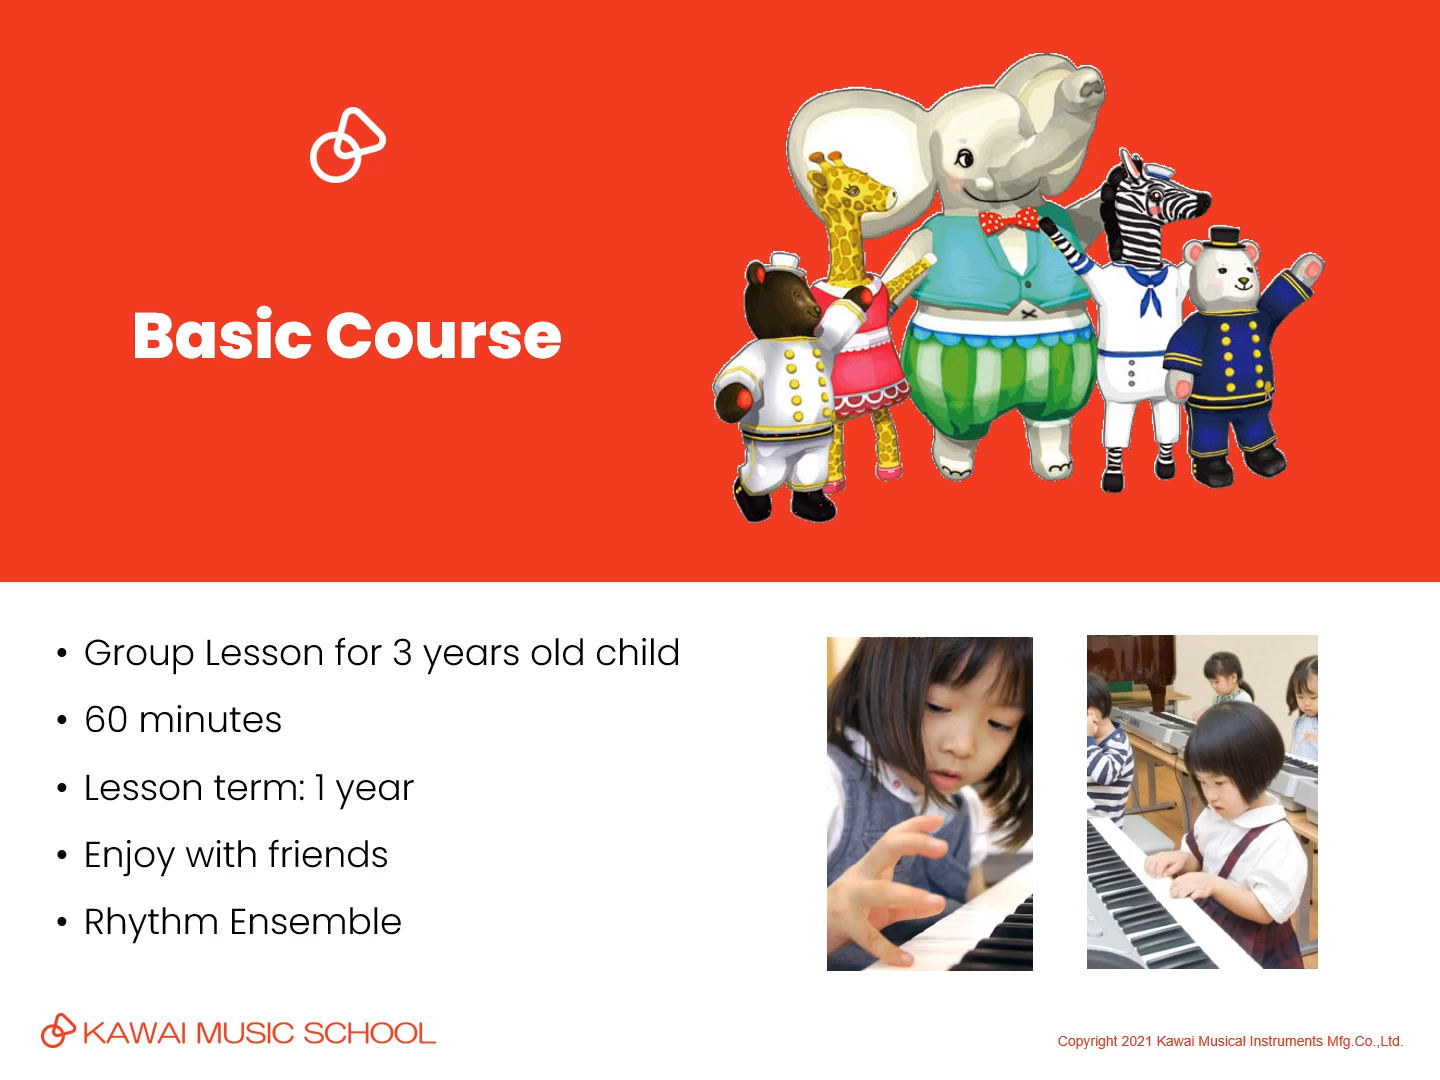 Basic Course
• Group Lesson for 3 years old child
• 60 minutes
• Lesson term: 1 year
• Enjoy with friends
• Rhythm Ensemble
KAWAI MUSIC SCHOOL
Copyright 2021 Kawai Musical Instruments Mfg.Co.,Ltd.